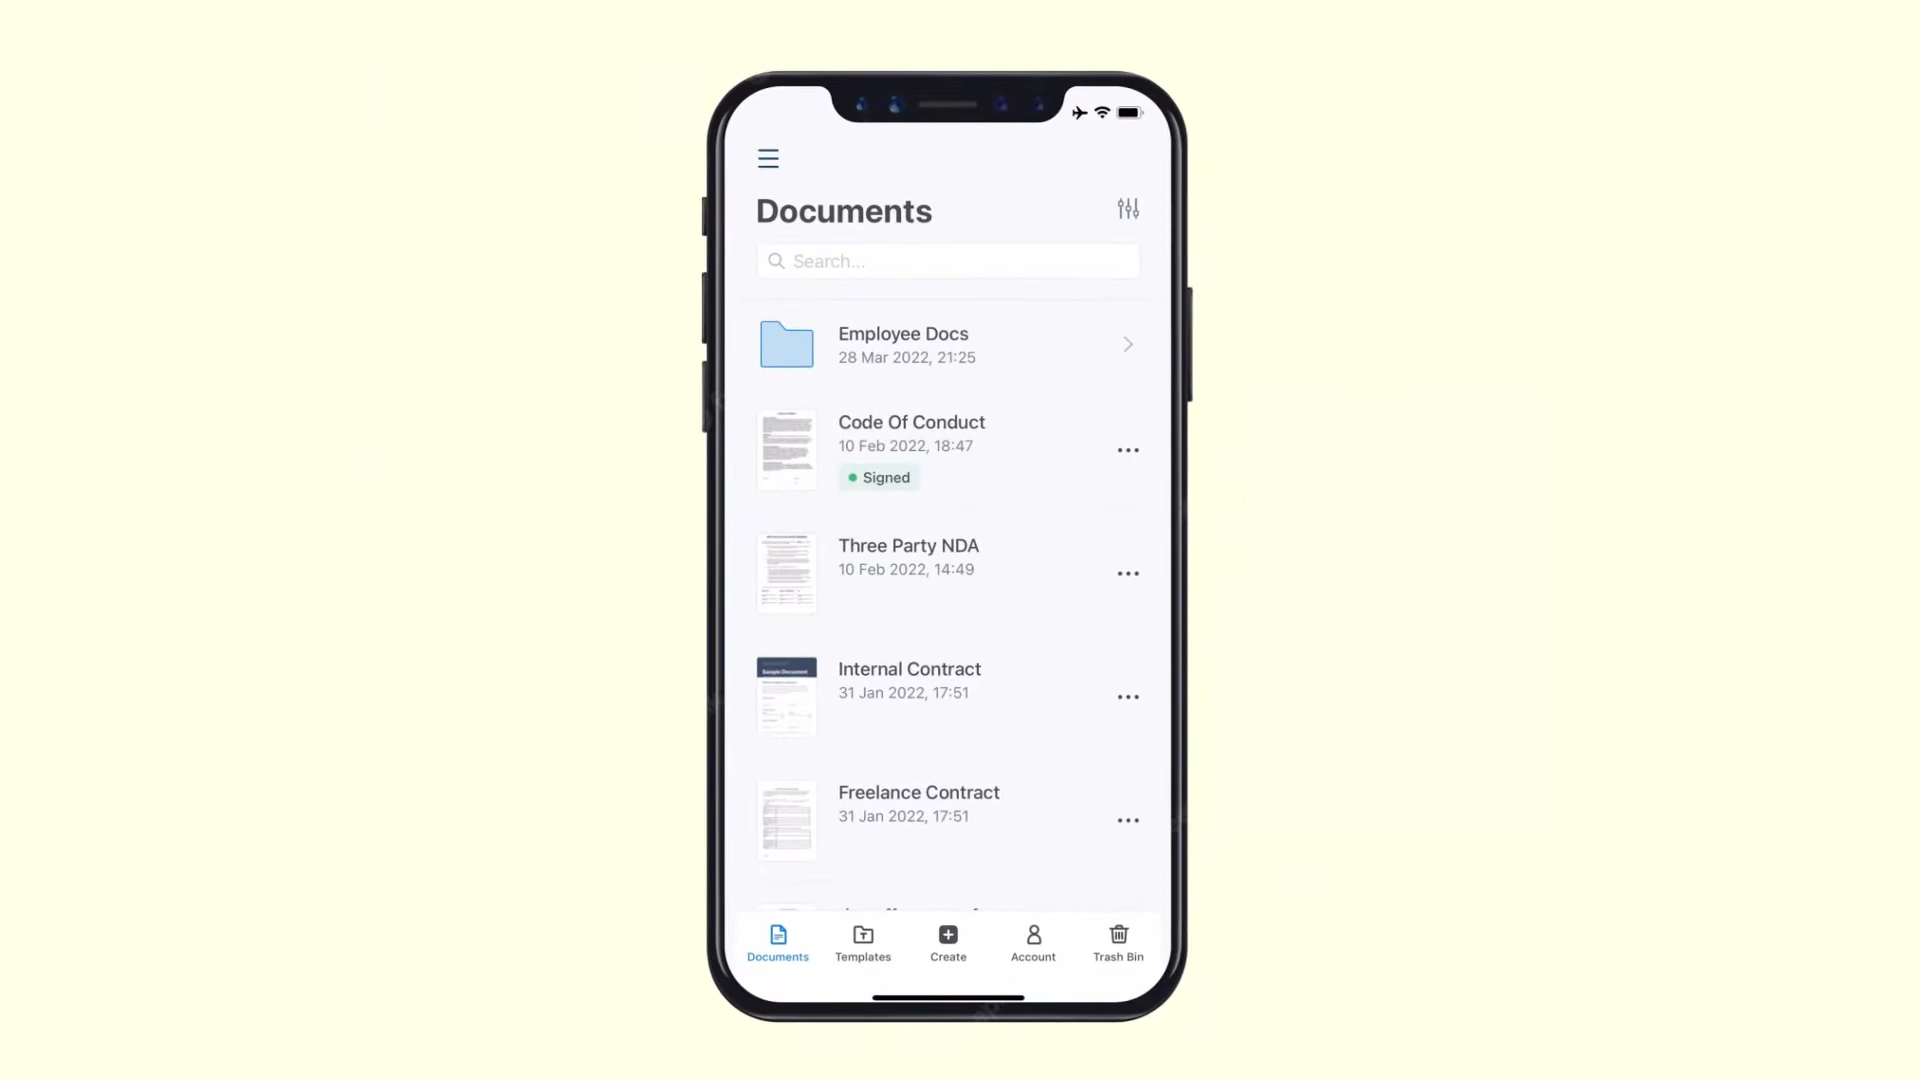 Documents
Search...
Employee Docs
28 Mar 2022, 21:25
Code Of Conduct
10 Feb 2022, 18:47
Signed
Three Party NDA
10 Feb 2022, 14:49
Sample Document
Internal Contract
31 Jan 2022, 17:51
Freelance Contract
31 Jan 2022, 17:51
Documents
Templates
Create
Account
Trash Bin